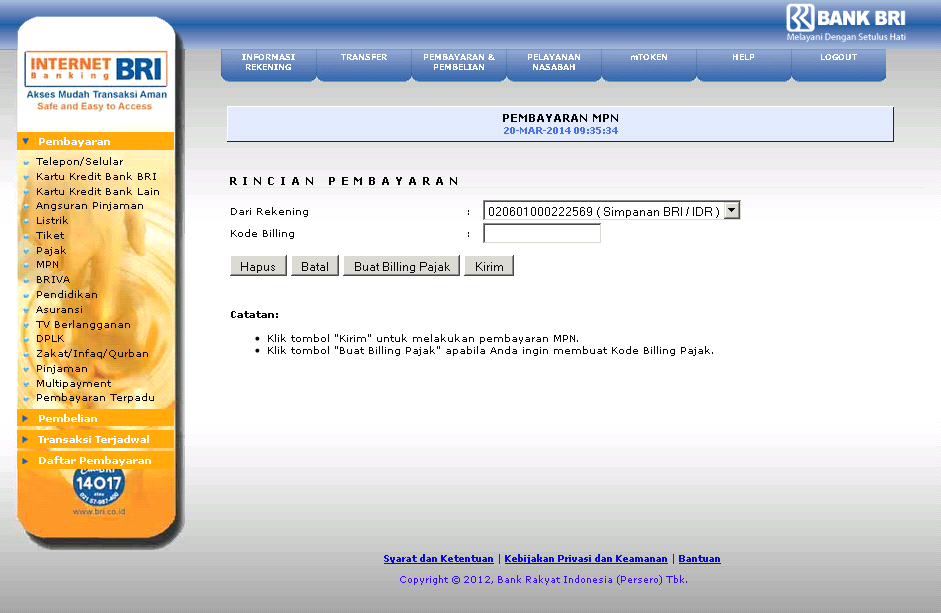 BANK BRI
Melayani Dengan Setulus Hati
INTERNET
Banking BRI
Akses Mudah Transaksi Aman
Safe and Easy to Access
INFORMASI REKENING
TRANSFER
PEMBAYARAN & PEMBELIAN
PELAYANAN NASABAH
mTOKEN
HELP
LOGOUT
PEMBAYARAN MPN
20-MAR-2014 09:35:34
Pembayaran
Telepon/Selular
Kartu Kredit Bank BRI
Kartu Kredit Bank Lain
Angsuran Pinjaman
Listrik
Tiket
Pajak
MPN
BRIVA
Pendidikan
Asuransi
TV Berlangganan
DPLK
Zakat/Infaq/Qurban
Pinjaman
Multipayment
Pembayaran Terpadu
Pembelian
Transaksi Terjadwal
Daftar Pembayaran
14017
www.bri.co.id
RINCIAN PEMBAYARAN
Dari Rekening : 020601000222569 ( Simpanan BRI / IDR )
Kode Billing :
Hapus Batal Buat Billing Pajak Kirim
Catatan:
• Klik tombol "Kirim" untuk melakukan pembayaran MPN.
• Klik tombol "Buat Billing Pajak" apabila Anda ingin membuat Kode Billing Pajak.
Syarat dan Ketentuan | Kebijakan Privasi dan Keamanan | Bantuan
Copyright © 2012, Bank Rakyat Indonesia (Persero) Tbk.